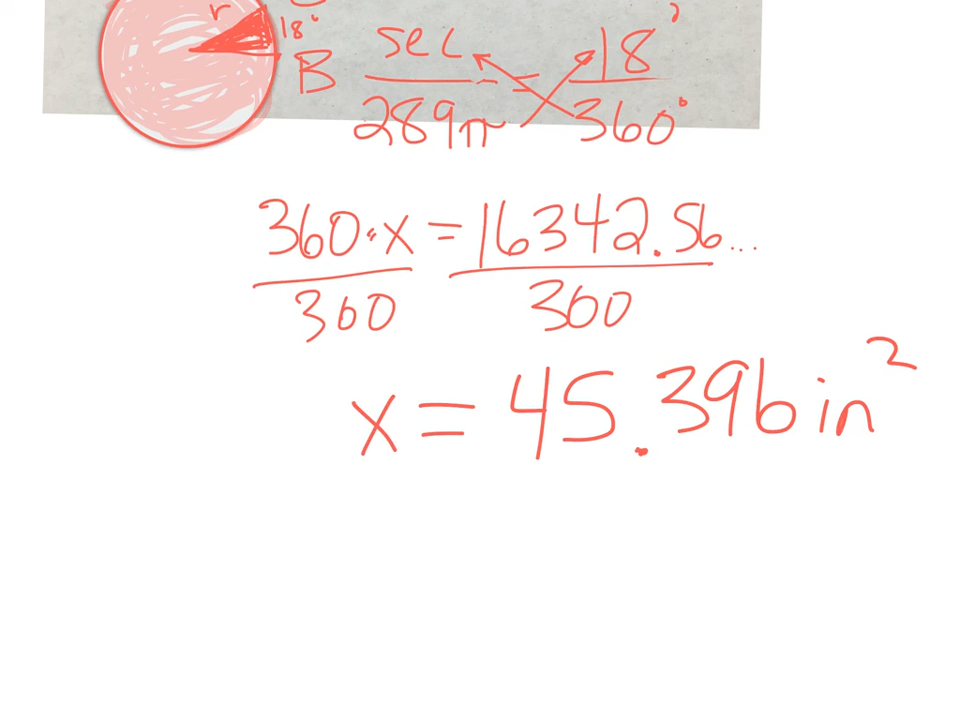 r
18°
B
sec = 18°
289π 360°
360·x = 16342.56...
360 360
x = 45.396 in²